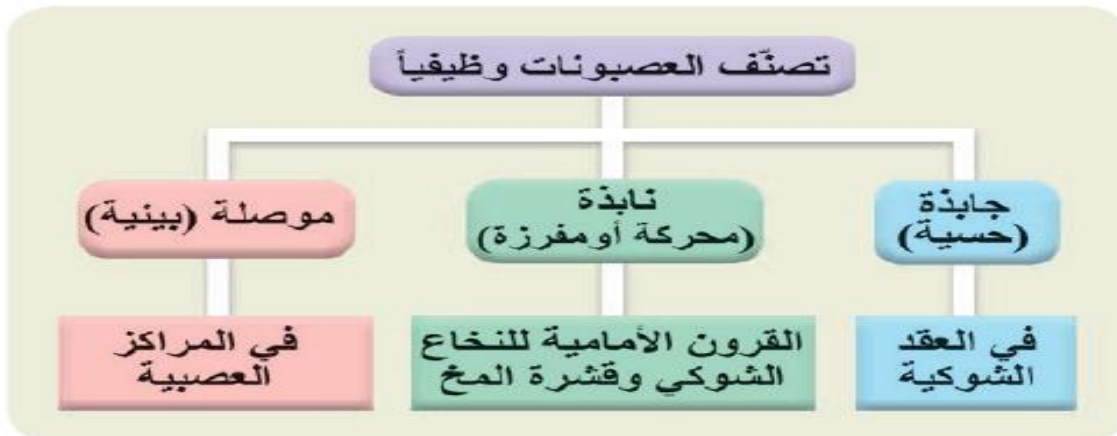 تصنّف العصبونات وظيفياً
جابذة
(حسية)
نابذة
(محركة أومفرزة)
موصلة (بينية)
في العقد
الشوكية
القرون الأمامية للنخاع
الشوكي وقشرة المخ
في المراكز
العصبية